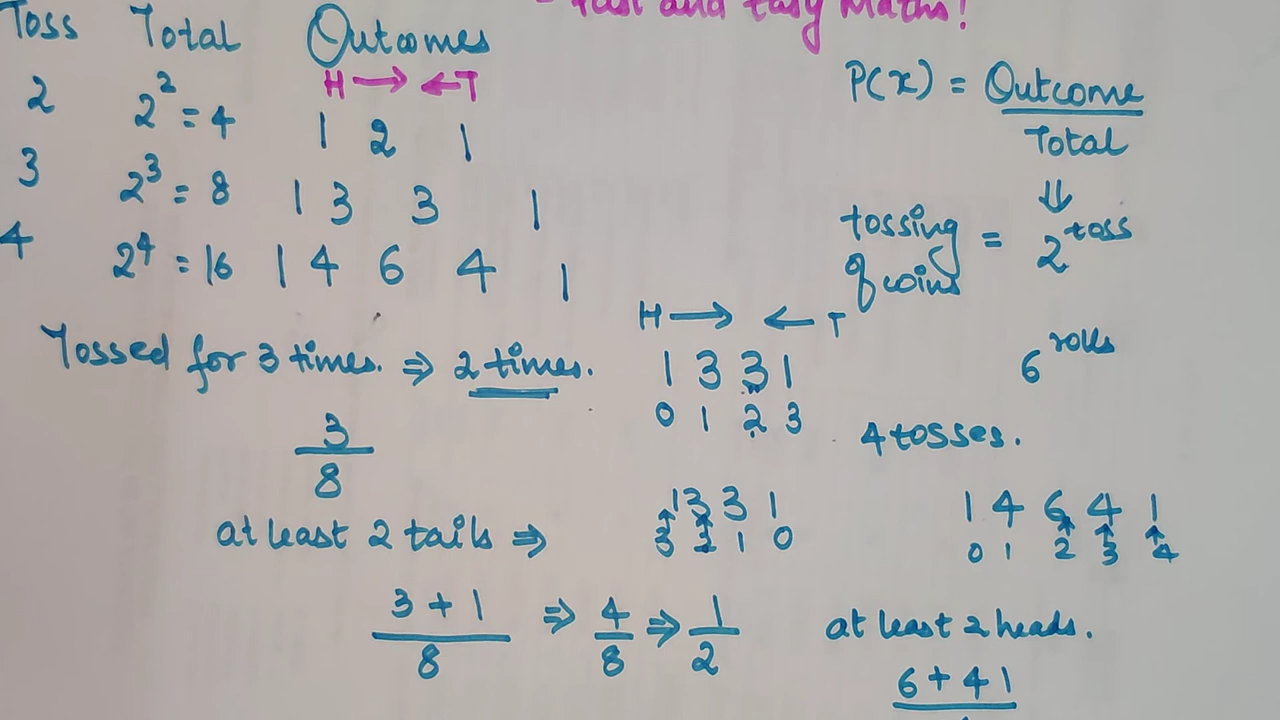 - Fast and Easy Maths!
Toss Total Outcomes
H → ← T
2 2² = 4 1 2 1
3 2³ = 8 1 3 3 1
4 2⁴ = 16 1 4 6 4 1
P(x) = Outcome
Total
⇓
tossing of coins = 2^toss
6^rolls
Tossed for 3 times. ⇒ 2 times.
3
8
H → ← T
1 3 3 1
0 1 2 3
at least 2 tails ⇒
1 3 3 1
3 2 1 0
3 + 1 ⇒ 4 ⇒ 1
8 8 2
4 tosses.
1 4 6 4 1
0 1 2 3 4
at least 2 heads.
6 + 4 1